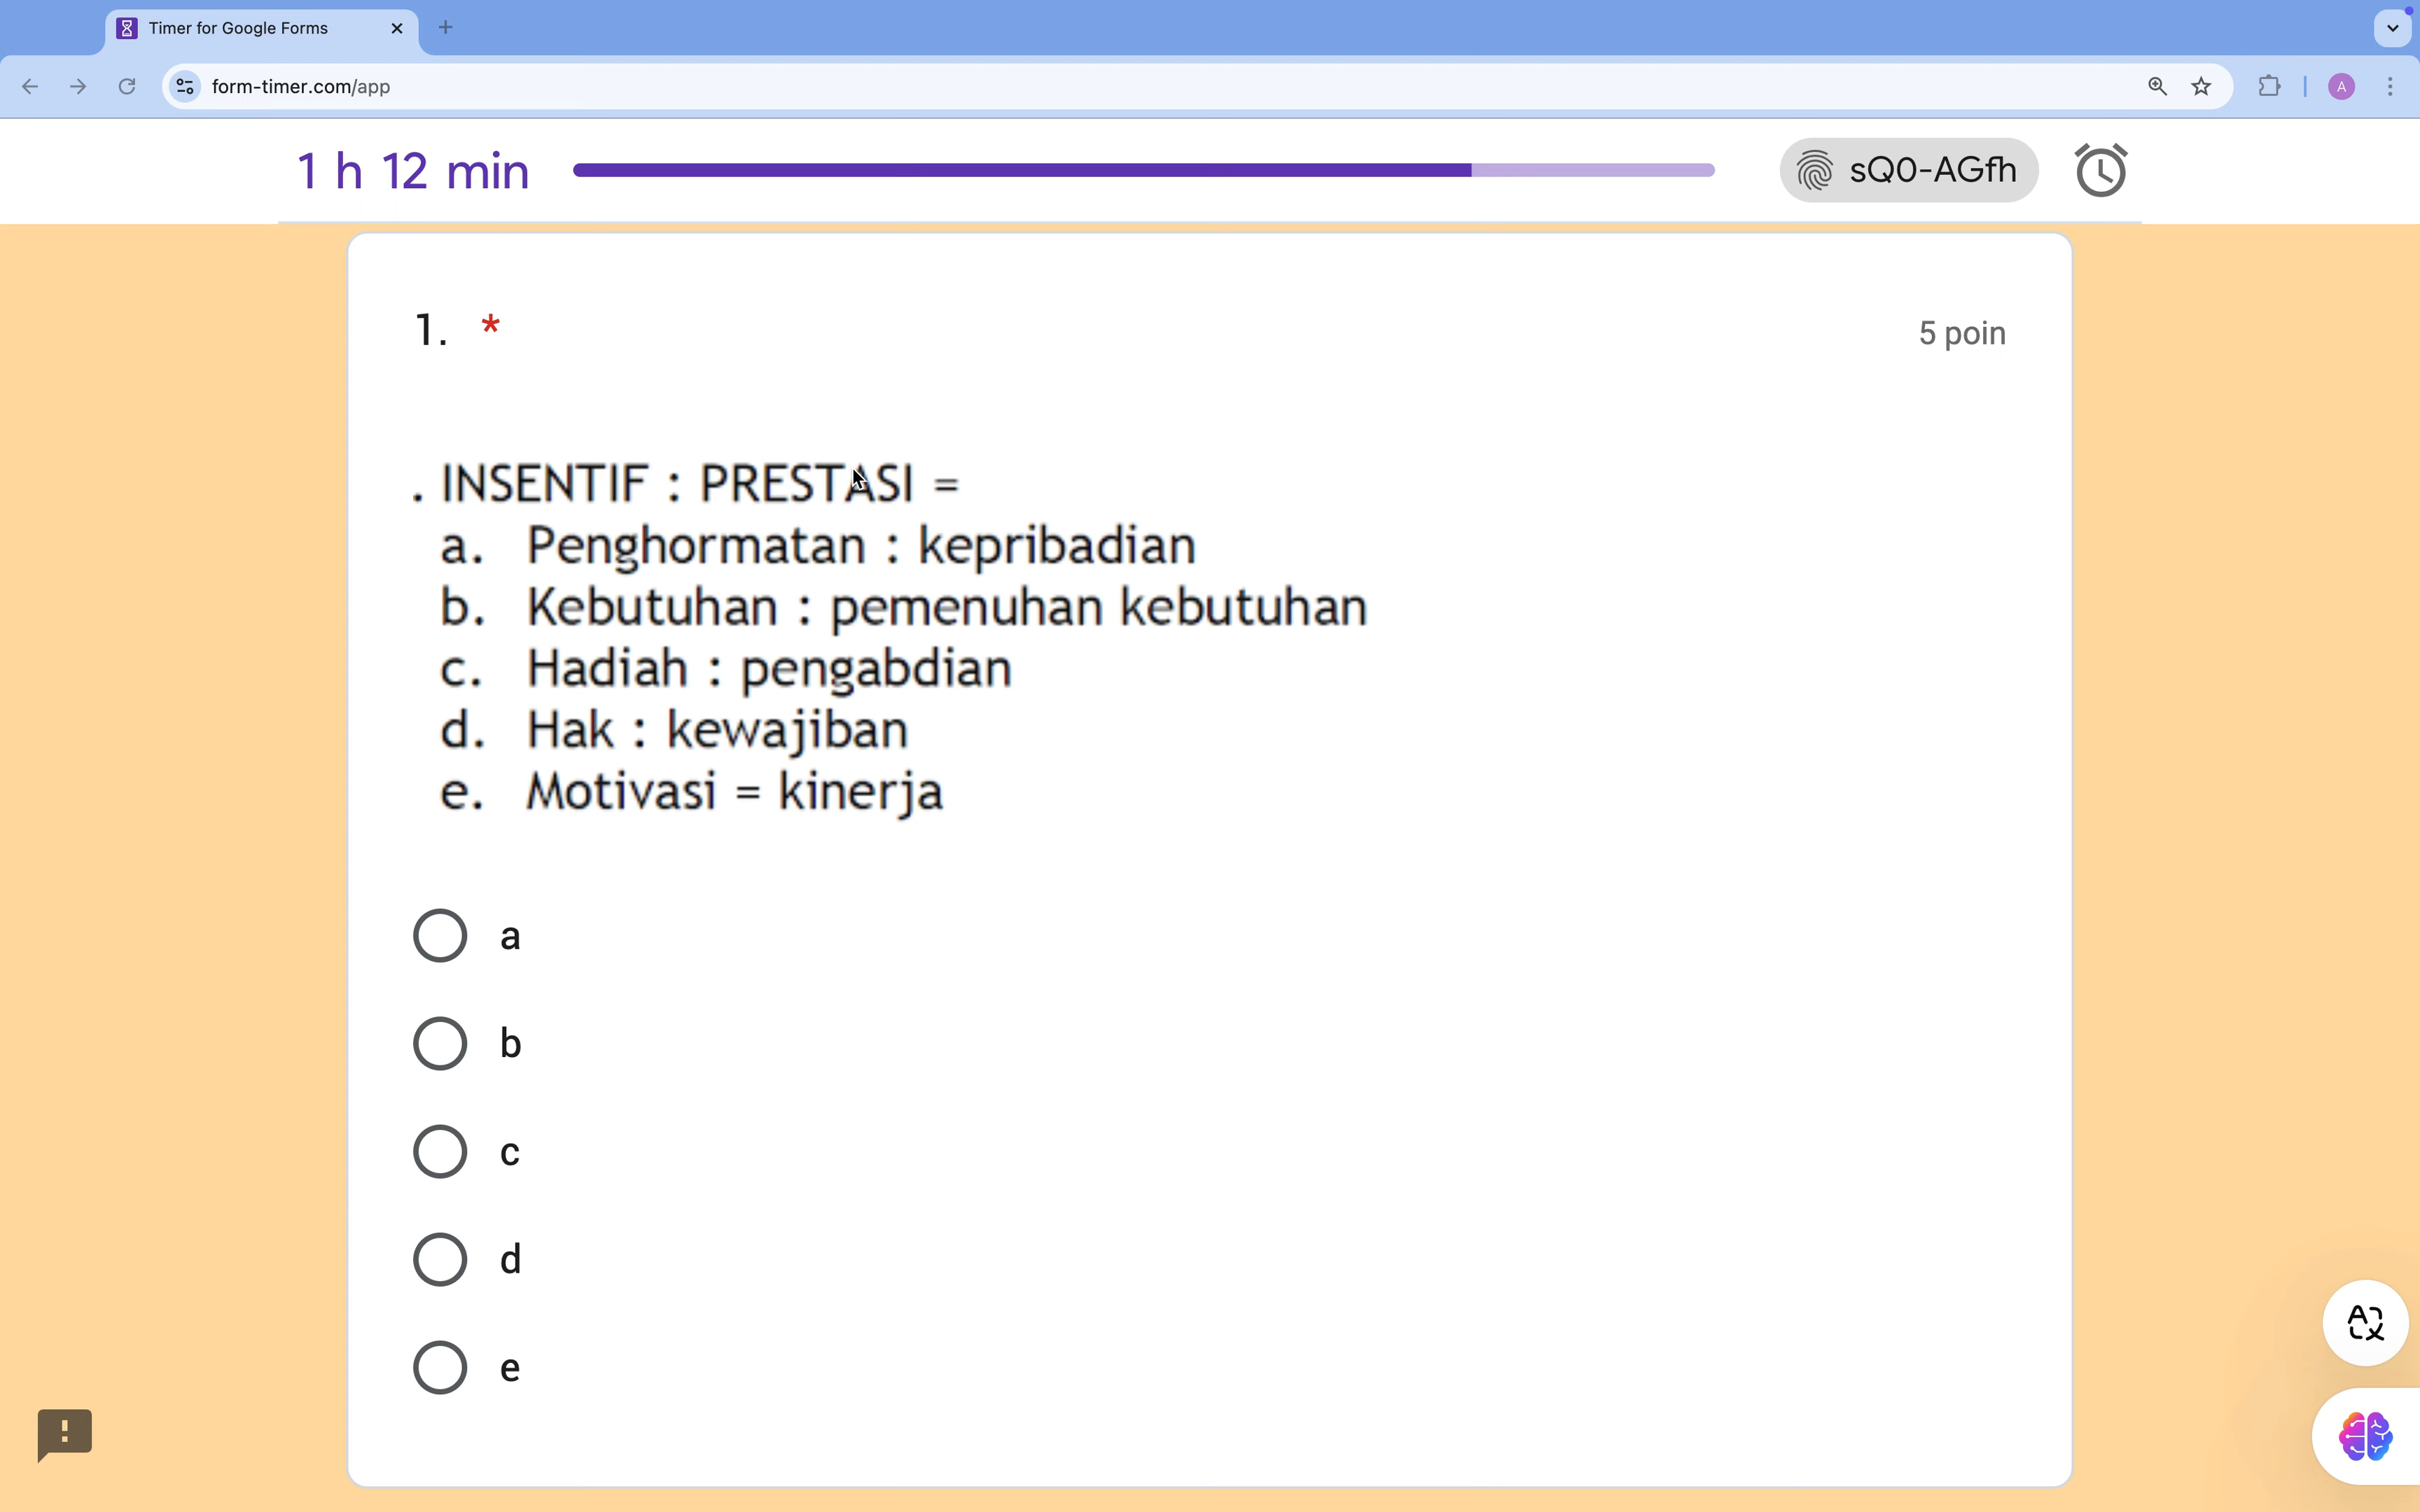 Timer for Google Forms
form-timer.com/app
A
1 h 12 min
sQ0-AGfh
1. *
5 poin
. INSENTIF : PRESTASI =
a. Penghormatan : kepribadian
b. Kebutuhan : pemenuhan kebutuhan
c. Hadiah : pengabdian
d. Hak : kewajiban
e. Motivasi = kinerja
a
b
c
d
e